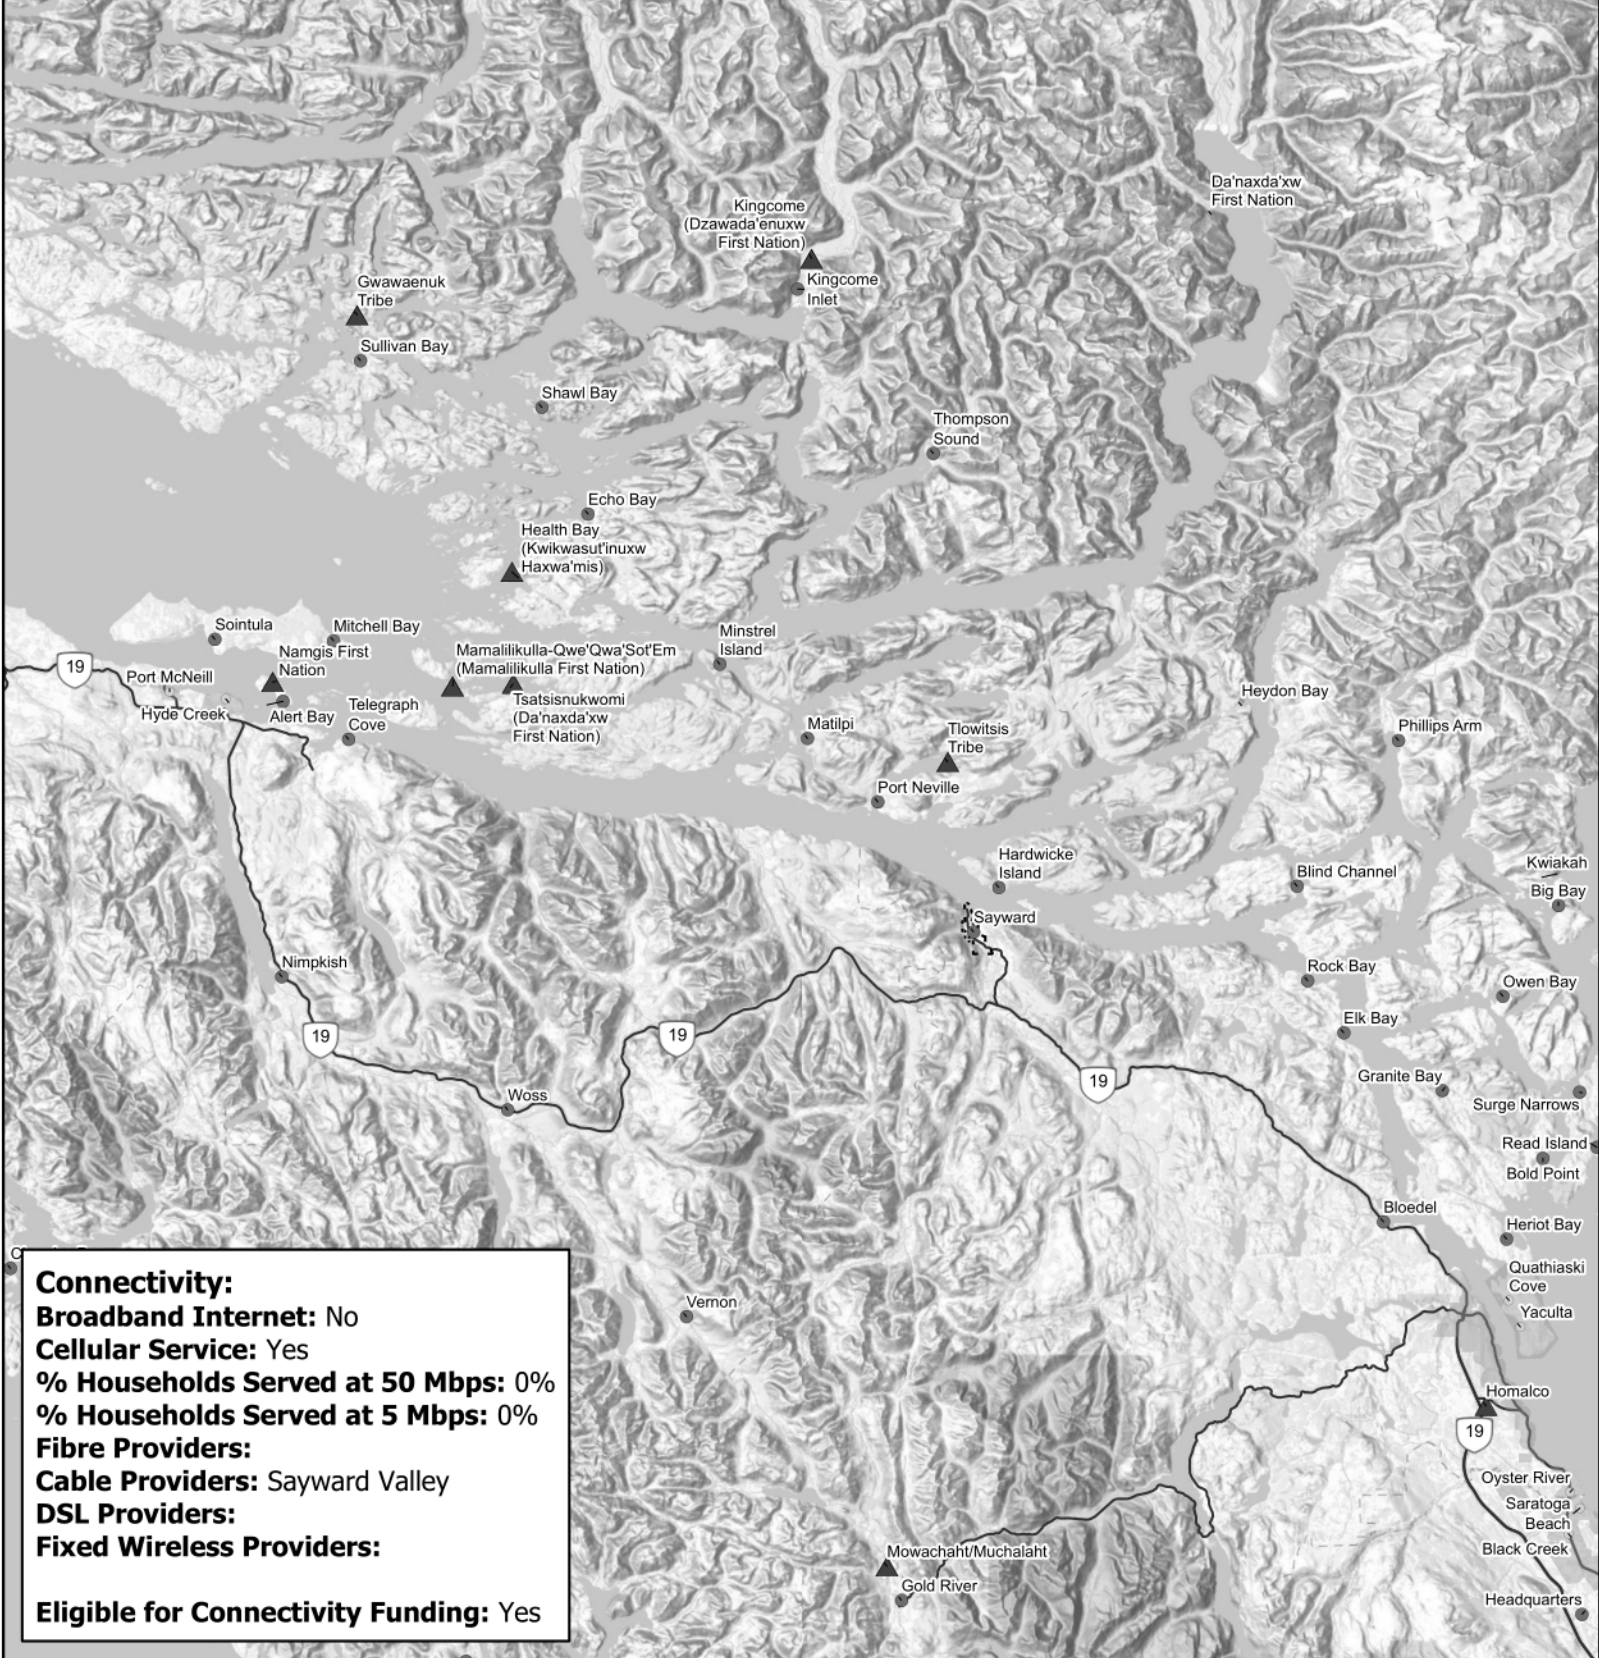 Da'naxda'xw
First Nation
Kingcome
(Dzawada'enuxw
First Nation)
Kingcome
Inlet
Gwawaenuk
Tribe
Sullivan Bay
Shawl Bay
Thompson
Sound
Echo Bay
Health Bay
(Kwikwasut'inuxw
Haxwa'mis)
Sointula
Mitchell Bay
Minstrel
Island
Namgis First
Nation
Mamalilikulla-Qwe'Qwa'Sot'Em
(Mamalilikulla First Nation)
19
Port McNeill
Hyde Creek
Alert Bay
Telegraph
Cove
Tsatsisnukwomi
(Da'naxda'xw
First Nation)
Heydon Bay
Matilpi
Tlowitsis
Tribe
Phillips Arm
Port Neville
Hardwicke
Island
Blind Channel
Kwiakah
Big Bay
Sayward
Nimpkish
Rock Bay
Owen Bay
Elk Bay
19
19
19
Granite Bay
Woss
Surge Narrows
Read Island
Bold Point
Bloedel
Heriot Bay
Quathiaski
Cove
Yaculta
Vernon
Homalco
19
Oyster River
Saratoga
Beach
Black Creek
Mowachaht/Muchalaht
Gold River
Headquarters
Connectivity:
Broadband Internet: No
Cellular Service: Yes
% Households Served at 50 Mbps: 0%
% Households Served at 5 Mbps: 0%
Fibre Providers:
Cable Providers: Sayward Valley
DSL Providers:
Fixed Wireless Providers:
Eligible for Connectivity Funding: Yes